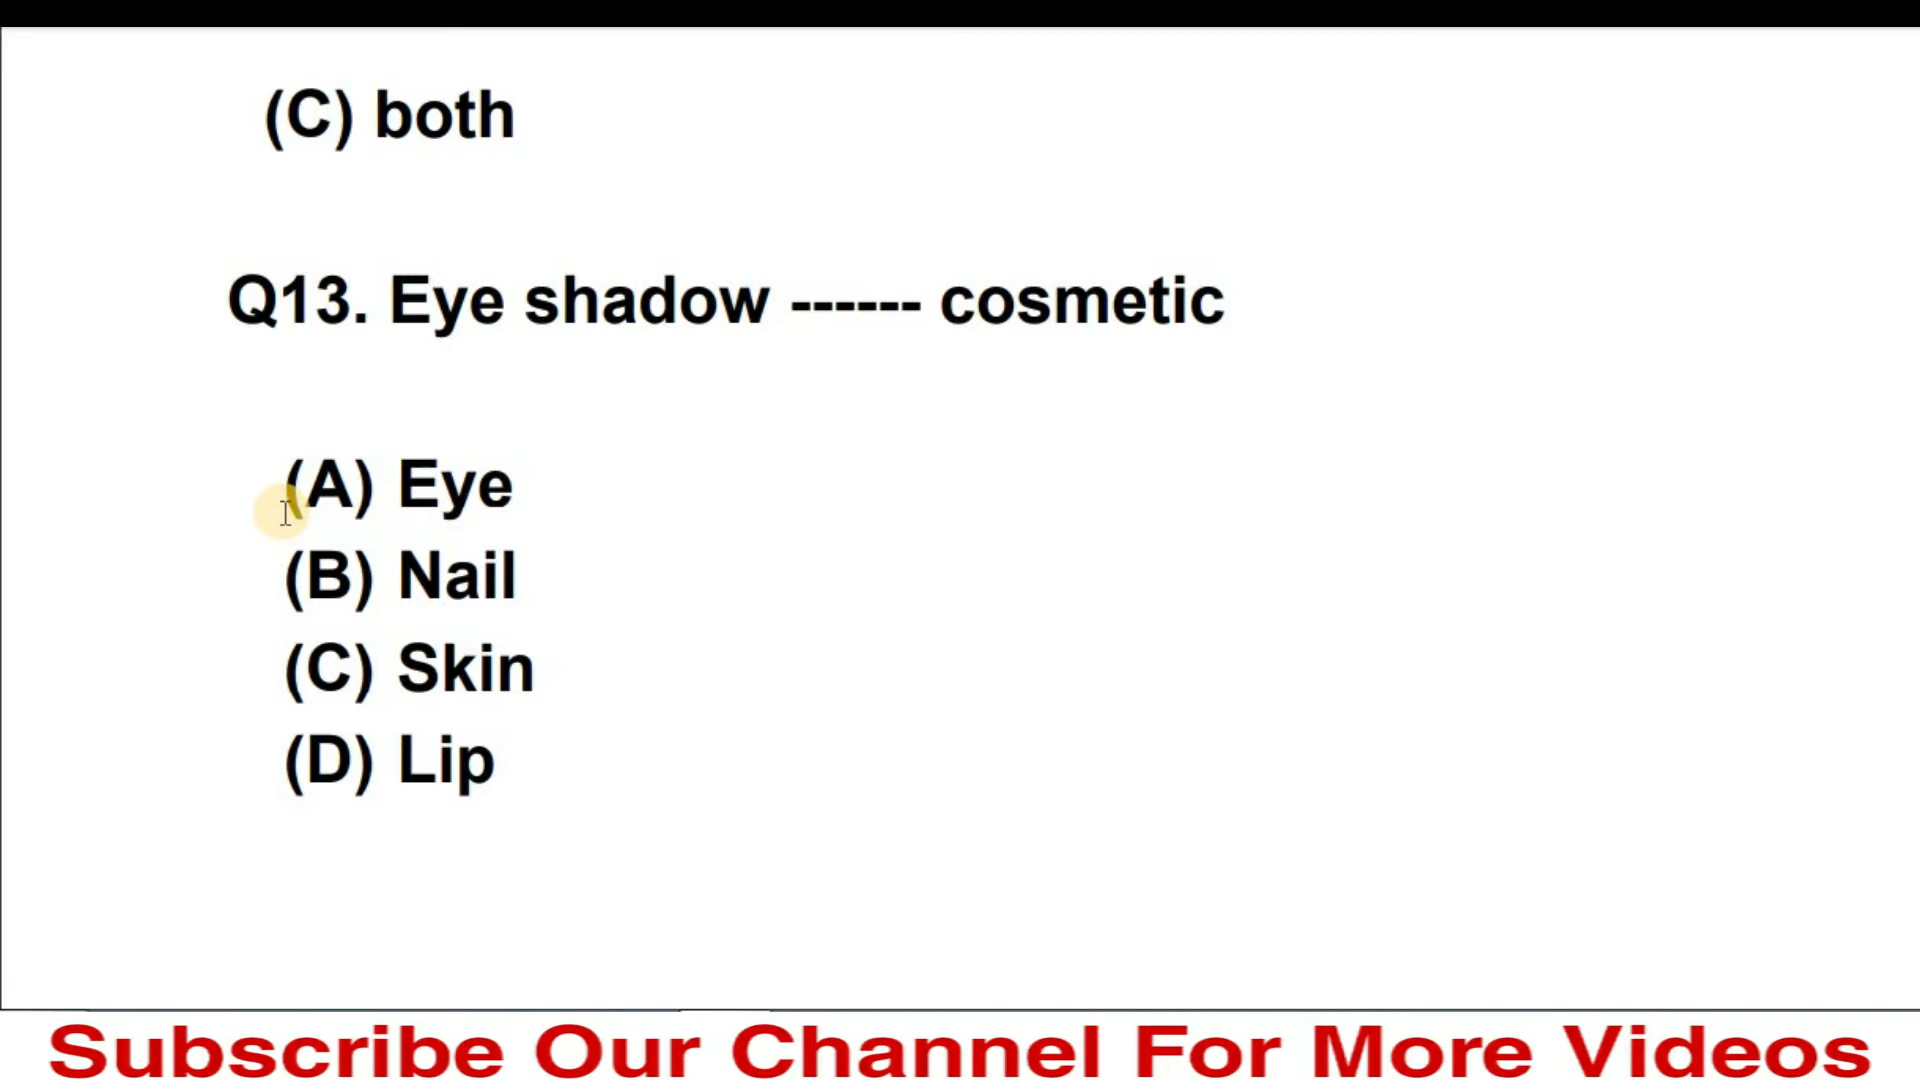 (C) both
Q13. Eye shadow ------ cosmetic
(A) Eye
(B) Nail
(C) Skin
(D) Lip
Subscribe Our Channel For More Videos